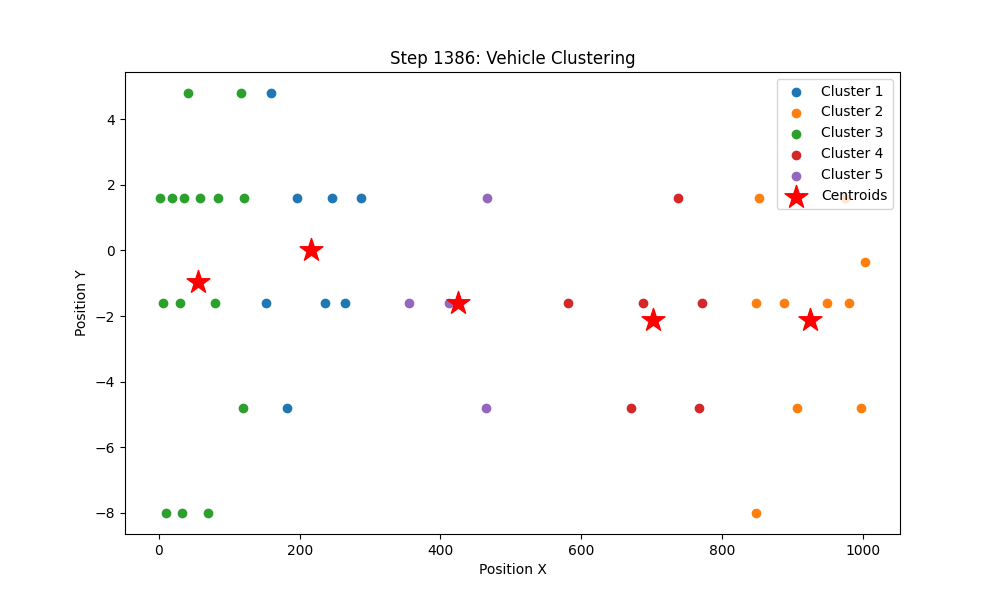 Step 1386: Vehicle Clustering
Cluster 1
Cluster 2
Cluster 3
Cluster 4
Cluster 5
Centroids
Position Y
4
2
0
−2
−4
−6
−8
0
200
400
600
800
1000
Position X